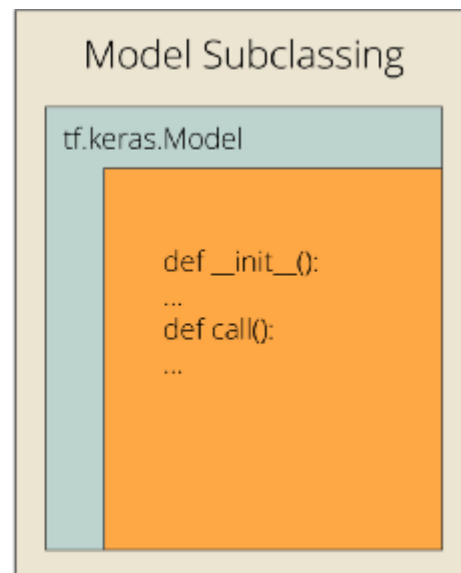 Model Subclassing
tf.keras.Model
def __init__():
...
def call():
...